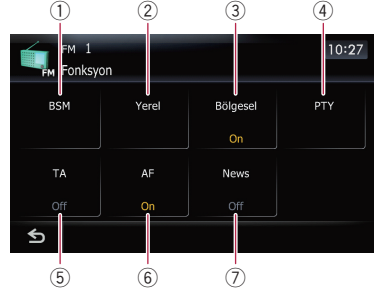 ① ② ③ ④
FM 1
10:27
FM Fonksyon
BSM Yerel Bölgesel PTY
On
TA AF News
Off On Off
⑤ ⑥ ⑦